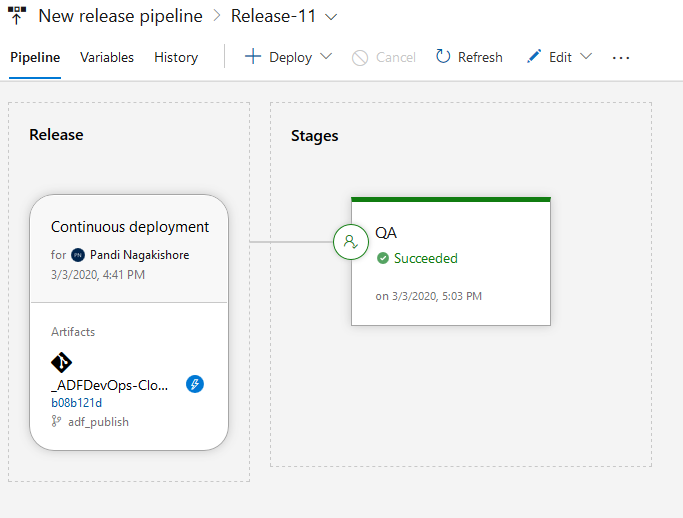 New release pipeline > Release-11
Pipeline Variables History + Deploy Cancel Refresh Edit ...
Release
Stages
Continuous deployment
for PN Pandi Nagakishore
3/3/2020, 4:41 PM
QA
Succeeded
on 3/3/2020, 5:03 PM
Artifacts
_ADFDevOps-Clo...
b08b121d
adf_publish